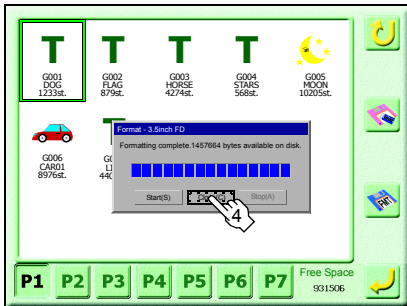 T T T T
G001 G002 G003 G004 G005
DOG FLAG HORSE STARS MOON
1233st. 879st. 4274st. 568st. 10205st.
Format - 3.5inch FD
Formatting complete.1457664 bytes available on disk.
G006
CAR01
8976st.
Start(S) Stop(A)
4
FMT
P1 P2 P3 P4 P5 P6 P7
Free Space
931506